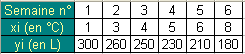 Semaine n° 1 2 3 4 5 6
xi (en °C) 1 3 3 4 6 8
yi (en L) 300 260 250 230 210 180